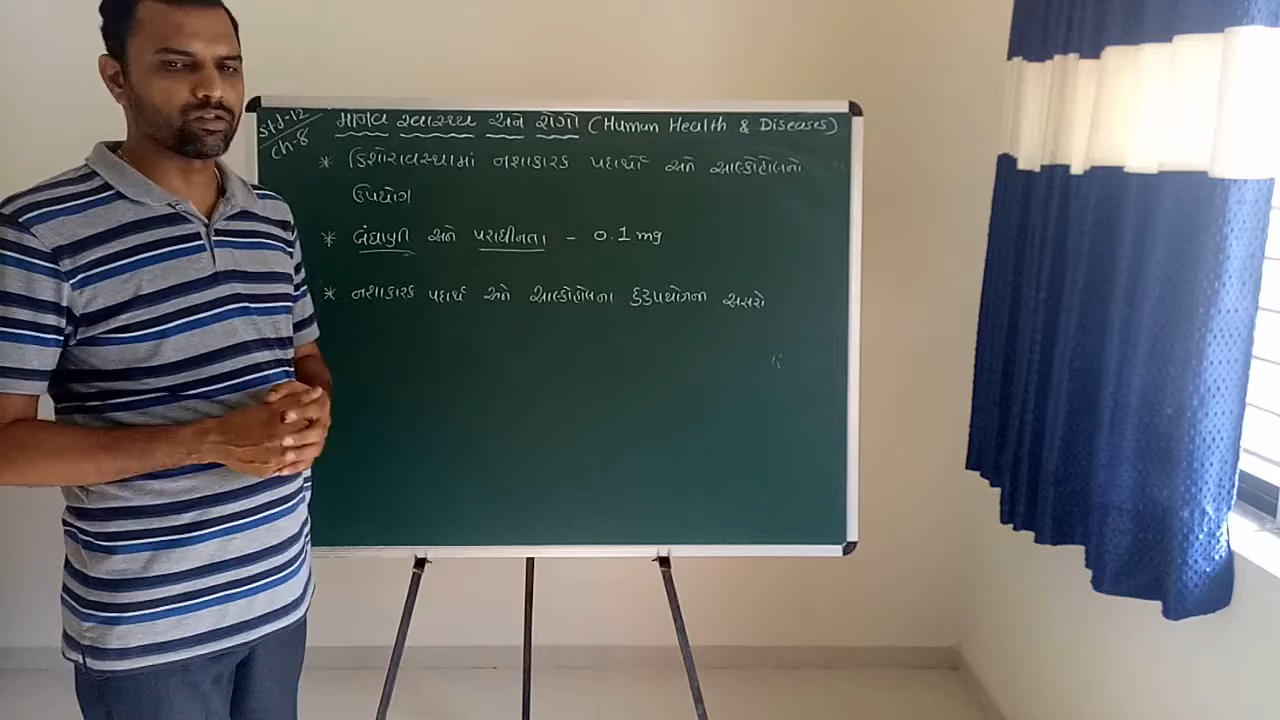 Std-12
Ch-8
માનવ સ્વાસ્થ્ય અને રોગો (Human Health & Diseases)
* કિશોરાવસ્થામાં નશાકારક પદાર્થો અને આલ્કોહોલનો
ઉપયોગ
* બંધાણી અને પરાધીનતા - 0.1 mg
* નશાકારક પદાર્થ અને આલ્કોહોલના દુરૂપયોગની અસરો